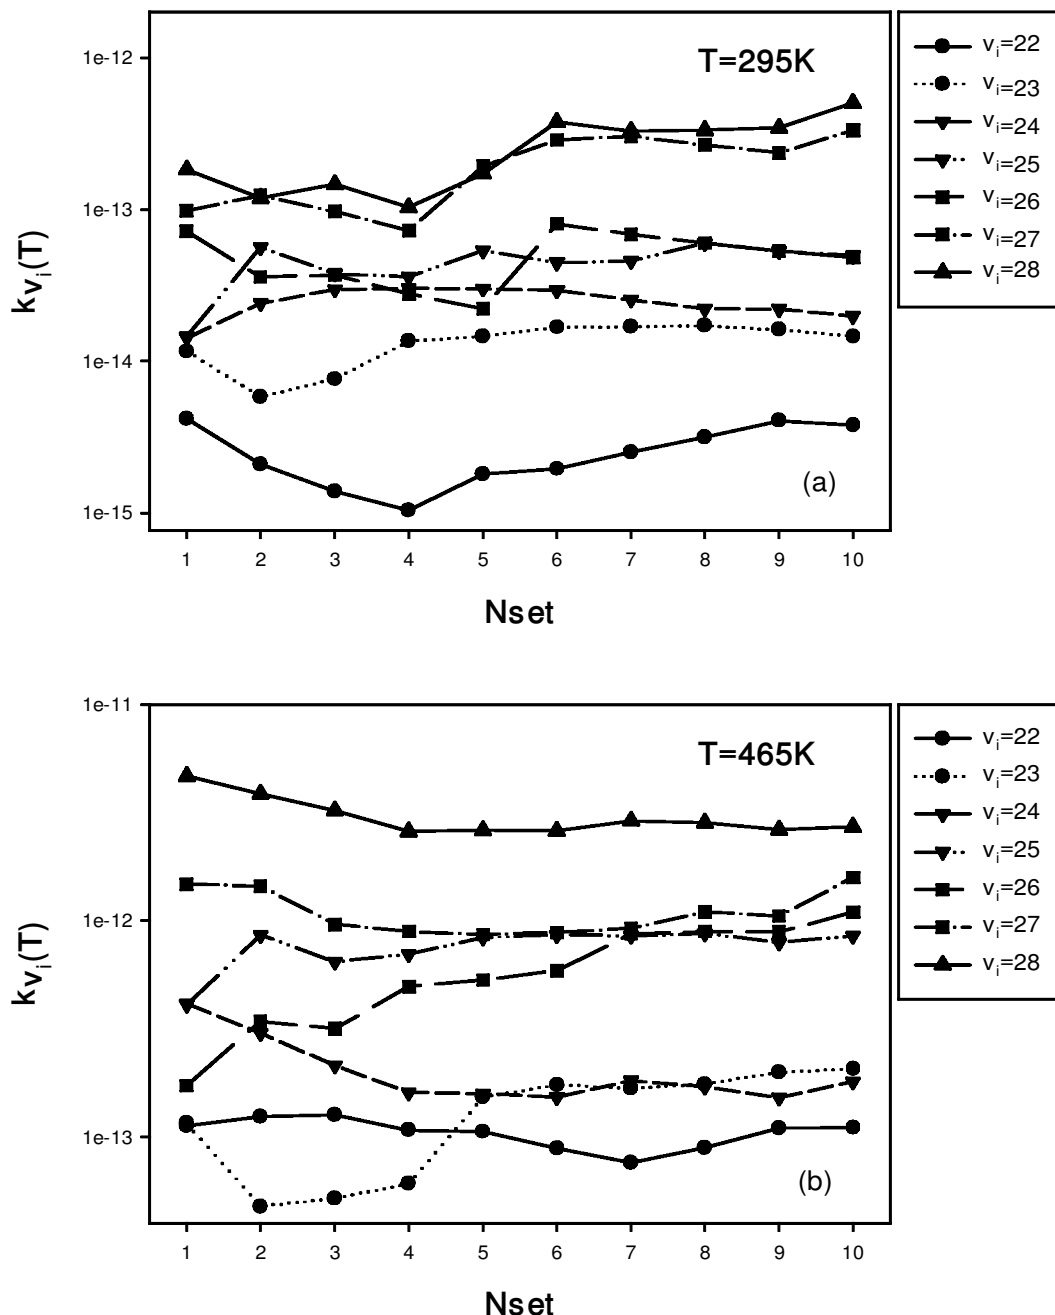 1e-12
T=295K
1e-13
1e-14
1e-15
k_vi(T)
(a)
1 2 3 4 5 6 7 8 9 10
Nset
v_i=22
v_i=23
v_i=24
v_i=25
v_i=26
v_i=27
v_i=28
1e-11
T=465K
1e-12
1e-13
k_vi(T)
(b)
1 2 3 4 5 6 7 8 9 10
Nset
v_i=22
v_i=23
v_i=24
v_i=25
v_i=26
v_i=27
v_i=28